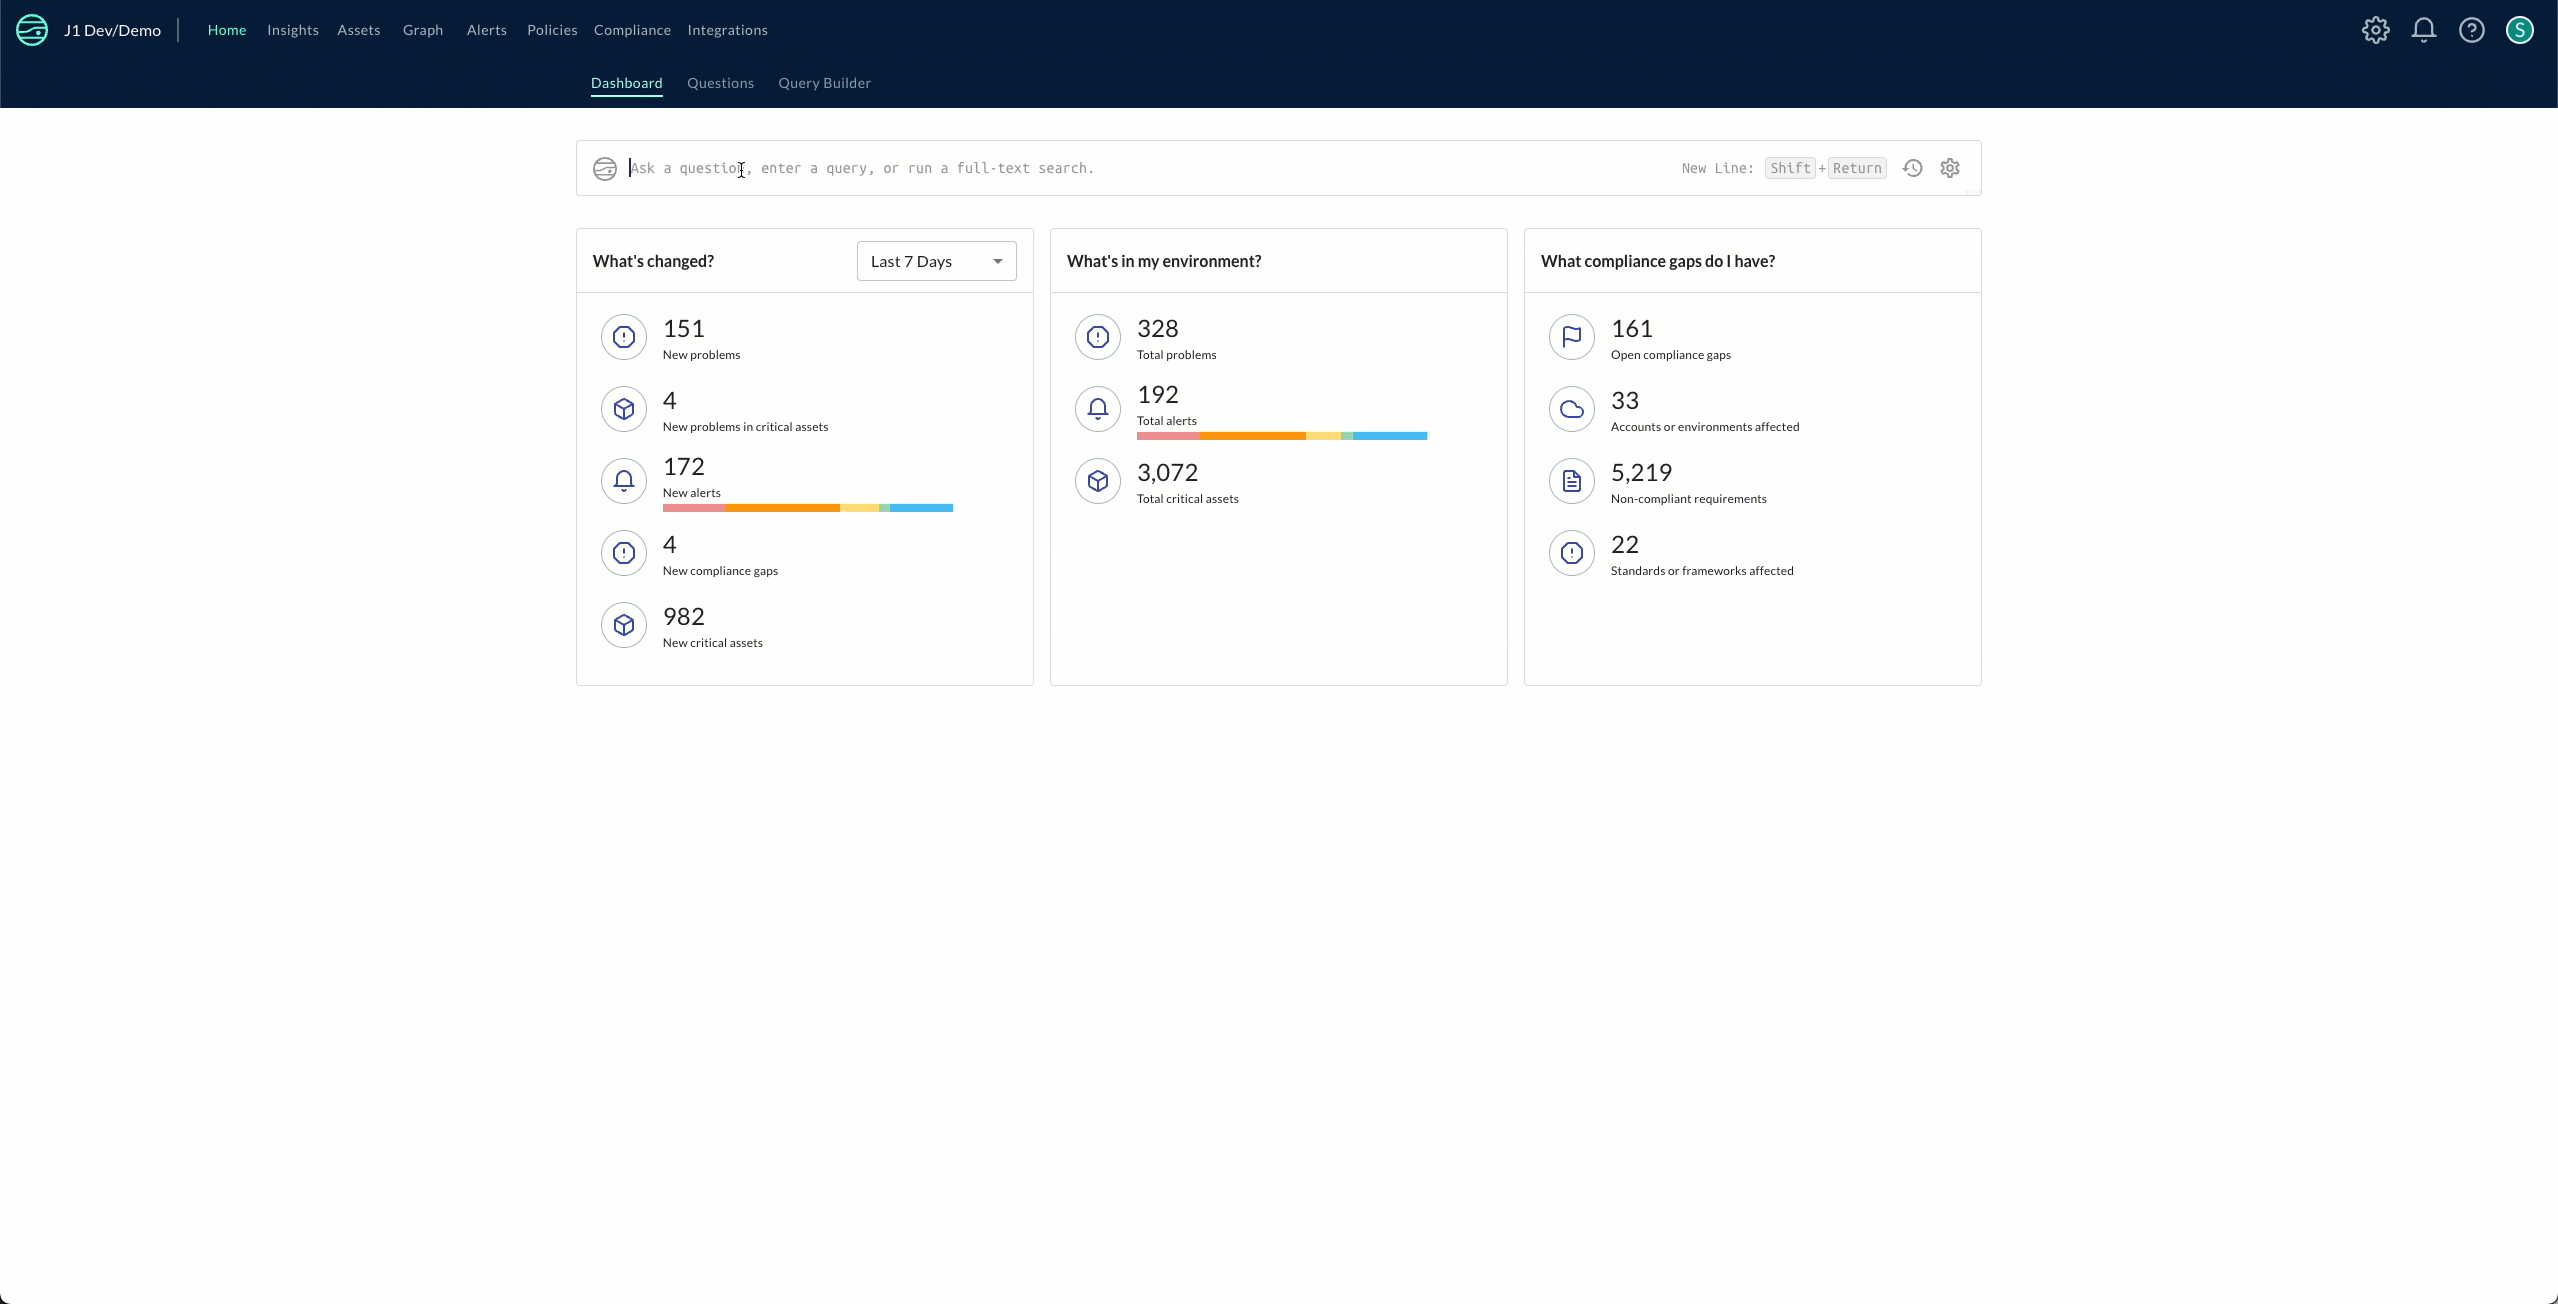 J1 Dev/Demo Home Insights Assets Graph Alerts Policies Compliance Integrations S
Dashboard Questions Query Builder
Ask a question, enter a query, or run a full-text search. New Line: Shift + Return
What's changed? Last 7 Days
151
New problems
4
New problems in critical assets
172
New alerts
4
New compliance gaps
982
New critical assets
What's in my environment?
328
Total problems
192
Total alerts
3,072
Total critical assets
What compliance gaps do I have?
161
Open compliance gaps
33
Accounts or environments affected
5,219
Non-compliant requirements
22
Standards or frameworks affected